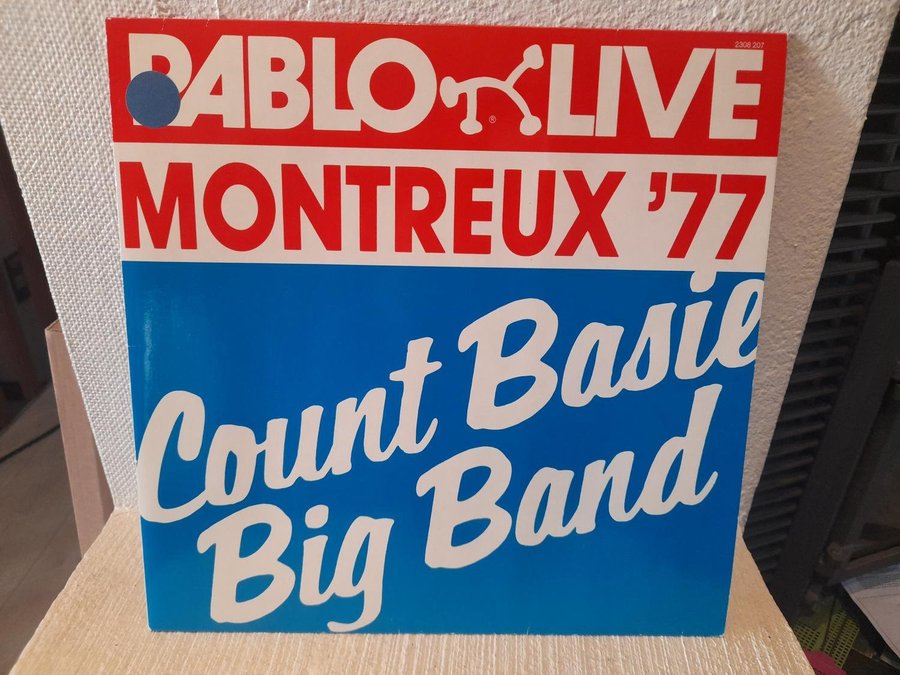 2308 207
PABLO LIVE
®
MONTREUX '77
Count Basie
Big Band